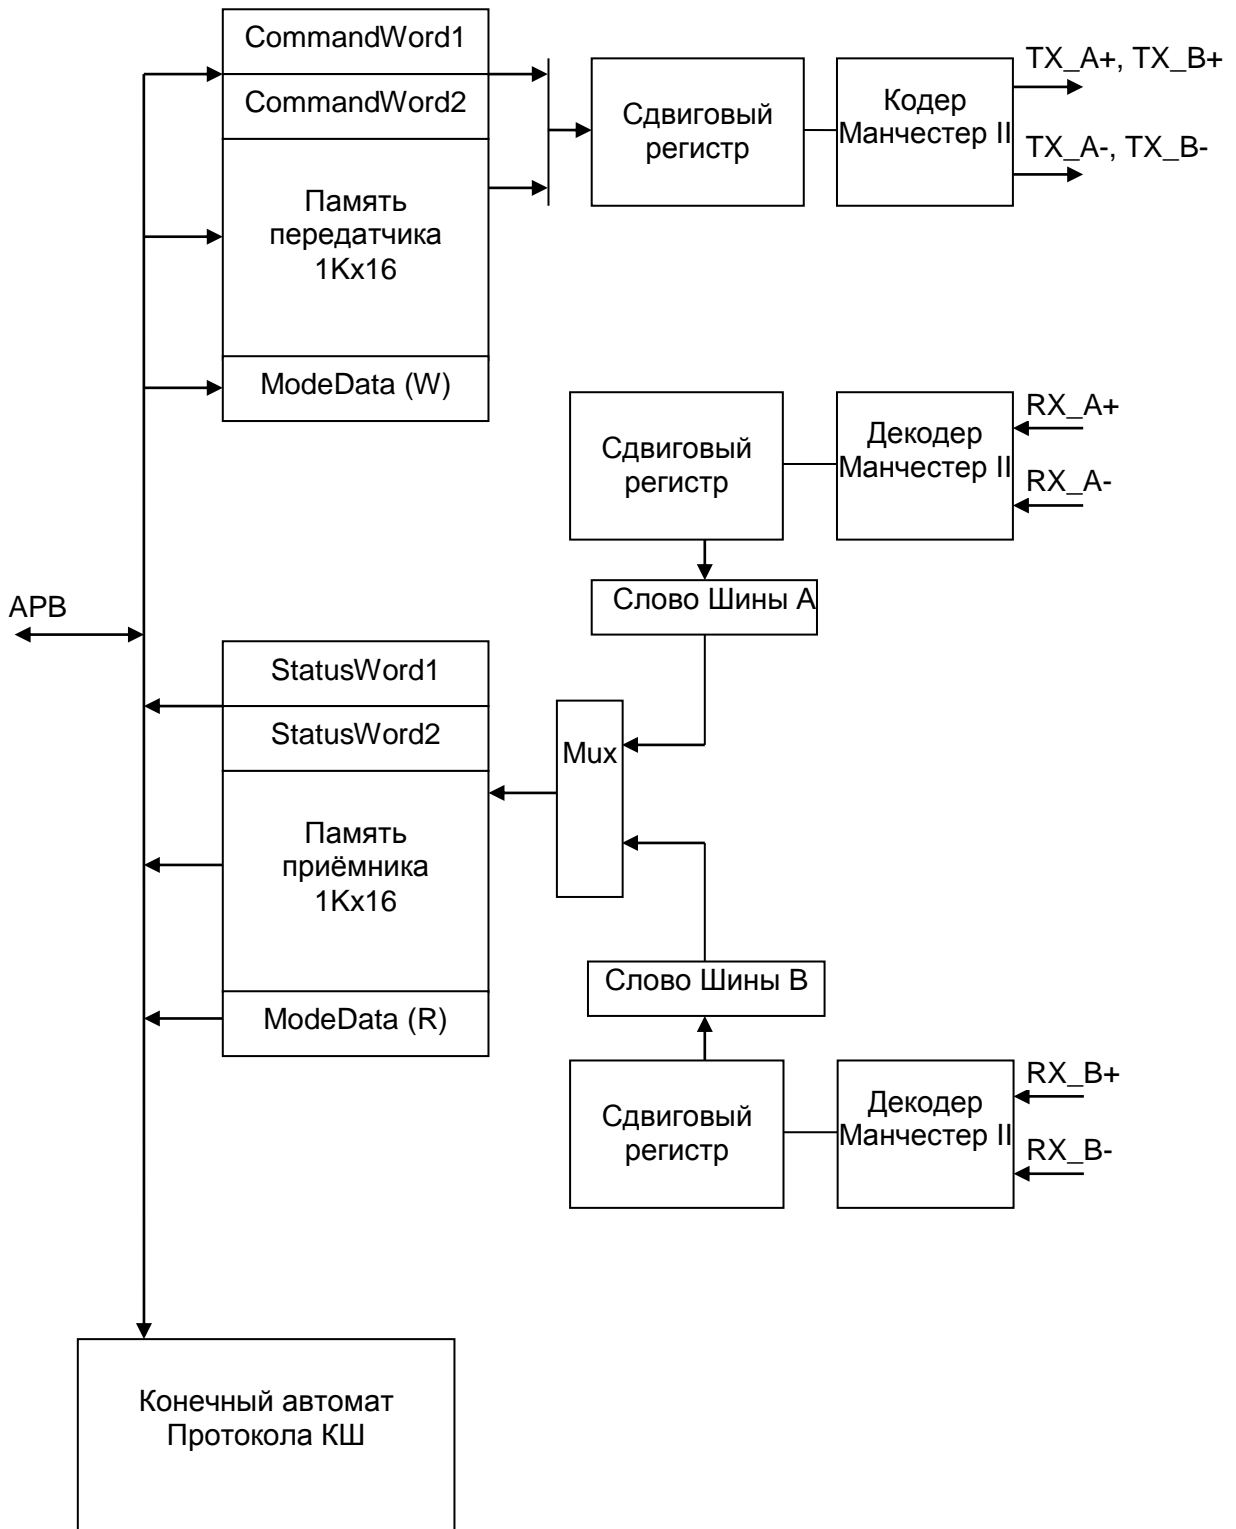 CommandWord1
CommandWord2
Память
передатчика
1Kx16
ModeData (W)
Сдвиговый
регистр
Кодер
Манчестер II
TX_A+, TX_B+
TX_A-, TX_B-
Сдвиговый
регистр
Декодер
Манчестер II
RX_A+
RX_A-
Слово Шины A
APB
StatusWord1
StatusWord2
Память
приёмника
1Kx16
ModeData (R)
Mux
Слово Шины B
Сдвиговый
регистр
Декодер
Манчестер II
RX_B+
RX_B-
Конечный автомат
Протокола КШ